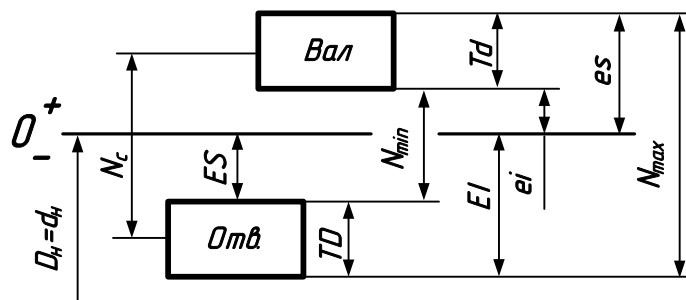 Вал
Td
es
+
0
−
Nc
ES
Nmin
ei
Nmax
EI
Dн=dн
Отв.
TD